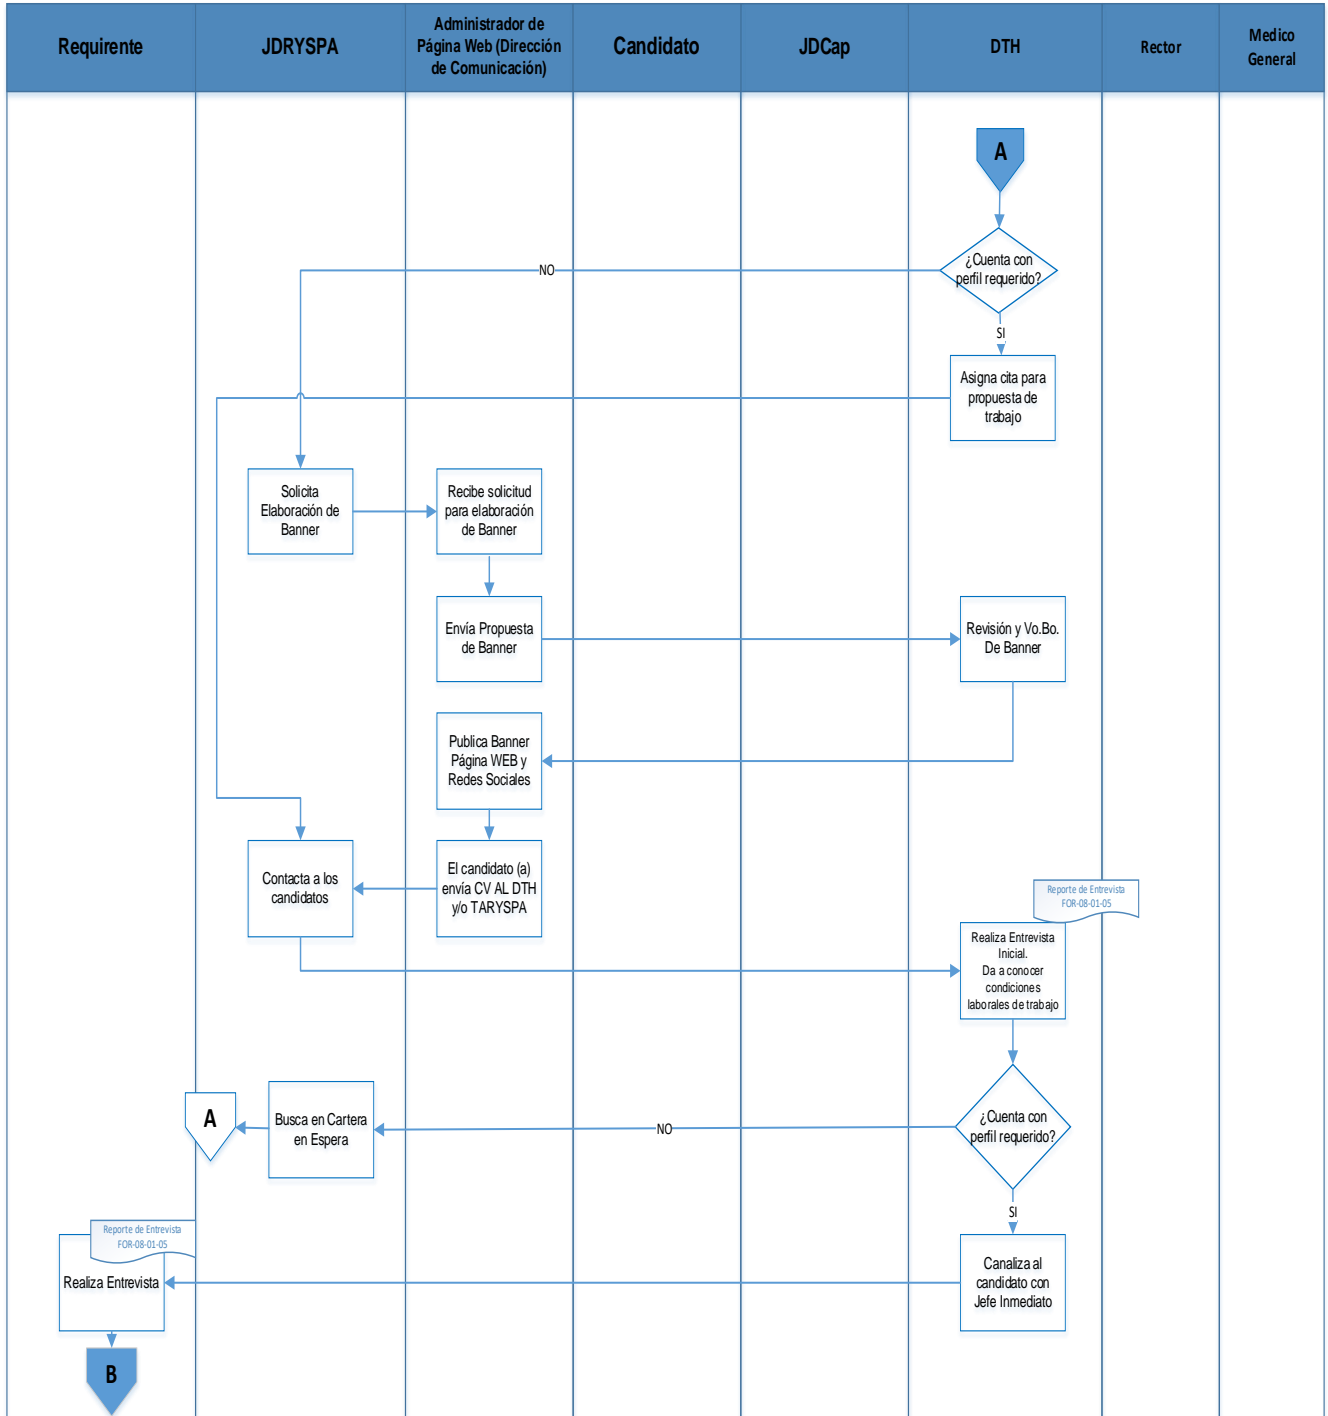 Requirente
JDRYSPA
Administrador de
Página Web (Dirección
de Comunicación)
Candidato
JDCap
DTH
Rector
Medico
General
A
¿Cuenta con
perfil requerido?
NO
SI
Asigna cita para
propuesta de
trabajo
Solicita
Elaboración de
Banner
Recibe solicitud
para elaboración
de Banner
Envía Propuesta
de Banner
Revisión y Vo.Bo.
De Banner
Publica Banner
Página WEB y
Redes Sociales
Contacta a los
candidatos
El candidato (a)
envía CV AL DTH
y/o TARYSPA
Reporte de Entrevista
FOR-08-01-05
Realiza Entrevista
Inicial.
Da a conocer
condiciones
laborales de trabajo
A
Busca en Cartera
en Espera
NO
¿Cuenta con
perfil requerido?
SI
Reporte de Entrevista
FOR-08-01-05
Realiza Entrevista
Canaliza al
candidato con
Jefe Inmediato
B